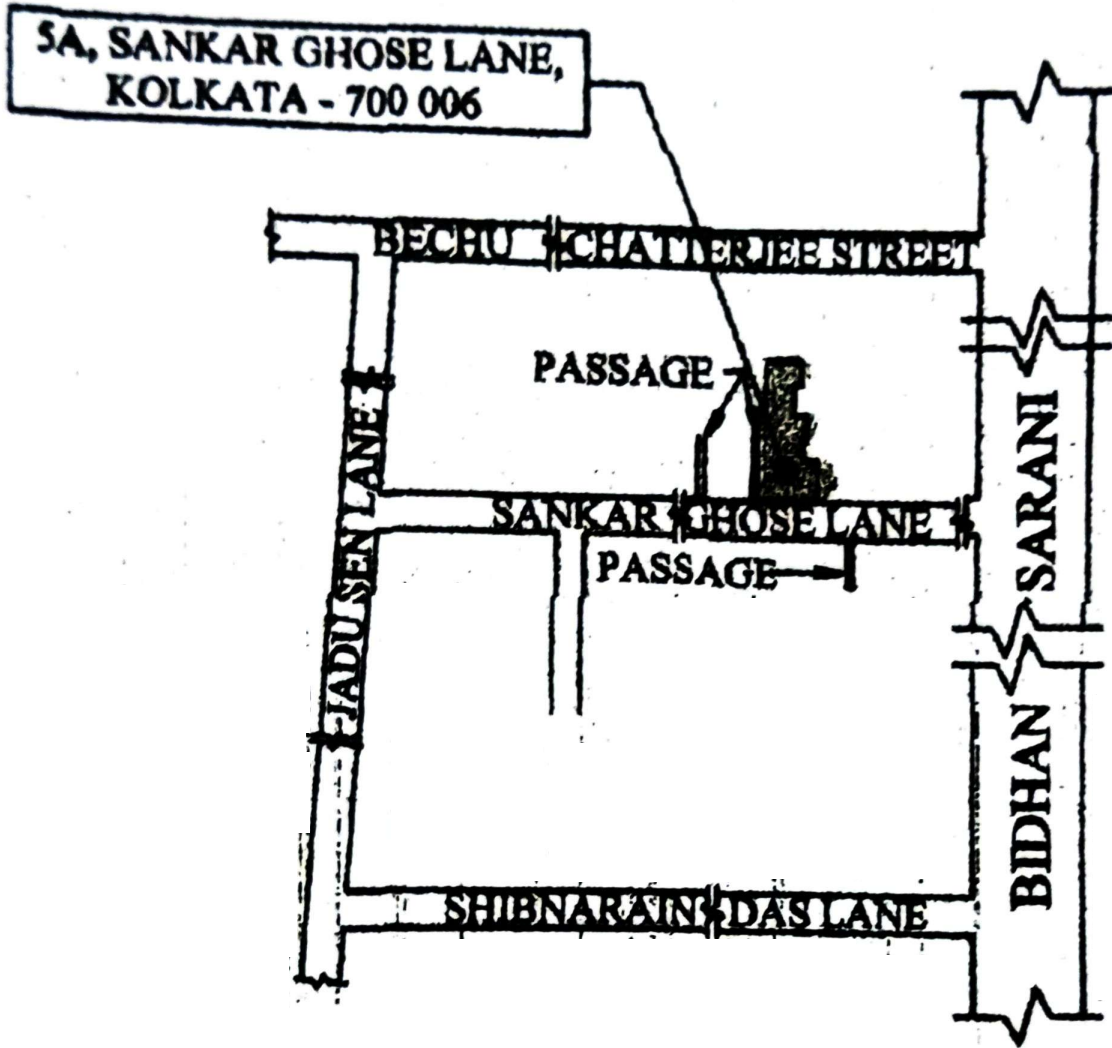 5A, SANKAR GHOSE LANE,
KOLKATA - 700 006
BECHU CHATTERJEE STREET
PASSAGE
JADU SEN LANE
SANKAR GHOSE LANE
PASSAGE
BIDHAN SARANI
SHIBNARAIN DAS LANE